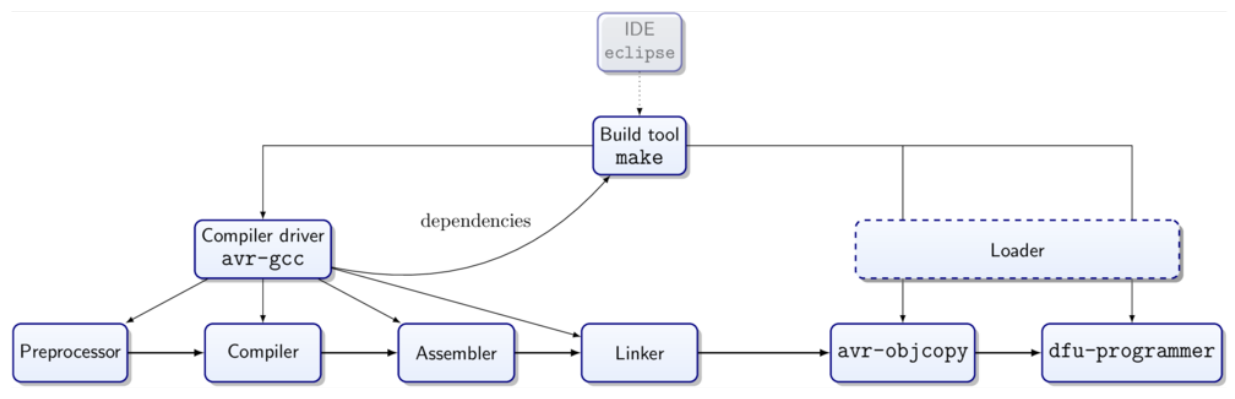 IDE
eclipse
Build tool
make
dependencies
Compiler driver
avr-gcc
Loader
Preprocessor
Compiler
Assembler
Linker
avr-objcopy
dfu-programmer